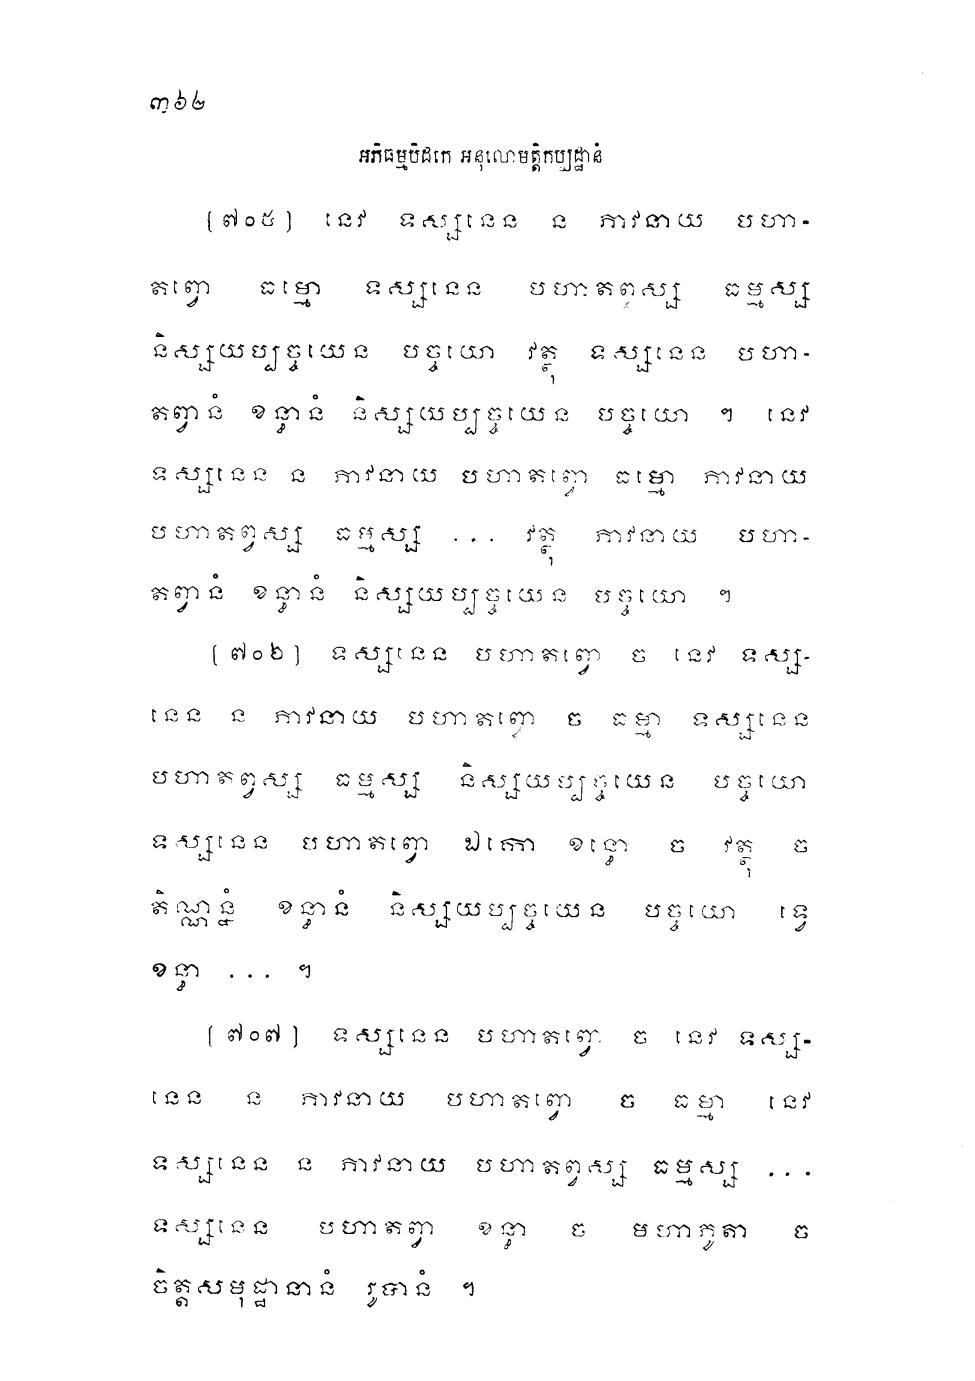 ៣៦២
អភិធម្មបិដកេ អនុលោមត្តិកប្បដ្ឋានំ
[៧០៥] នេវ ទស្សនេន ន ភាវនាយ បហា-
តព្វោ ធម្មោ ទស្សនេន បហាតព្វស្ស ធម្មស្ស
និស្សយប្បច្ចយេន បច្ចយោ វត្ថុ ទស្សនេន បហា-
តព្វានំ ខន្ធានំ និស្សយប្បច្ចយេន បច្ចយោ ។ នេវ
ទស្សនេន ន ភាវនាយ បហាតព្វោ ធម្មោ ភាវនាយ
បហាតព្វស្ស ធម្មស្ស ... វត្ថុ ភាវនាយ បហា-
តព្វានំ ខន្ធានំ និស្សយប្បច្ចយេន បច្ចយោ ។
[៧០៦] ទស្សនេន បហាតព្វោ ច នេវ ទស្ស-
នេន ន ភាវនាយ បហាតព្វោ ច ធម្មា ទស្សនេន
បហាតព្វស្ស ធម្មស្ស និស្សយប្បច្ចយេន បច្ចយោ
ទស្សនេន បហាតព្វោ ឯកោ ខន្ធោ ច វត្ថុ ច
តិណ្ណន្នំ ខន្ធានំ និស្សយប្បច្ចយេន បច្ចយោ ទ្វេ
ខន្ធា ... ។
[៧០៧] ទស្សនេន បហាតព្វោ ច នេវ ទស្ស-
នេន ន ភាវនាយ បហាតព្វោ ច ធម្មា នេវ
ទស្សនេន ន ភាវនាយ បហាតព្វស្ស ធម្មស្ស ...
ទស្សនេន បហាតព្វា ខន្ធា ច មហាភូតា ច
ចិត្តសមុដ្ឋានានំ រូបានំ ។